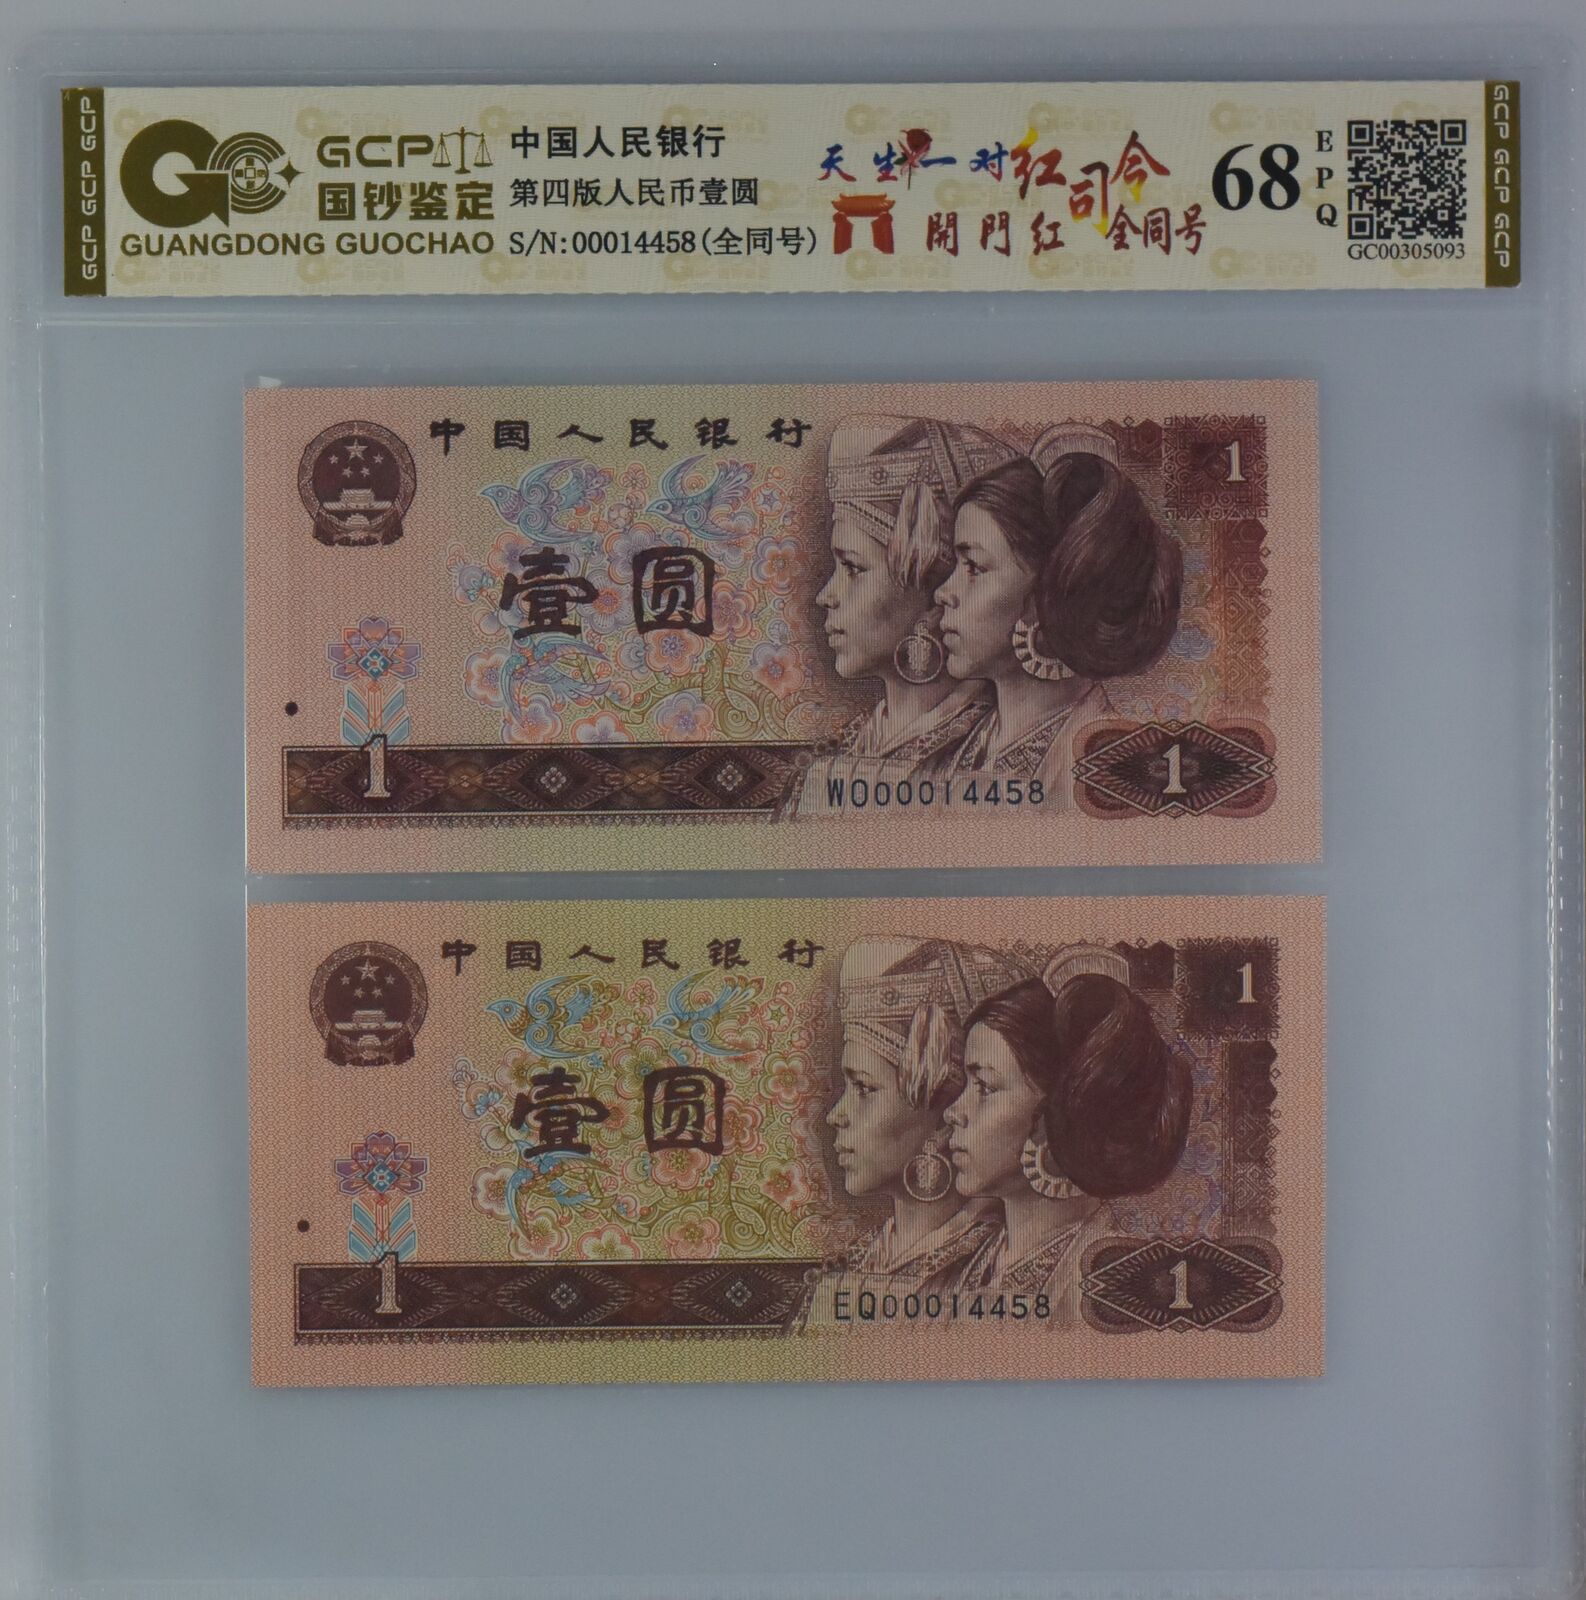 GCP GCP GCP
GCP
国钞鉴定
GUANGDONG GUOCHAO
中国人民银行
第四版人民币壹圆
S/N:00014458(全同号)
天生一对红司令
開門红 全同号
68
EPQ
GC00305093
GCP GCP GCP
中国人民银行
1
壹圆
1
WO00014458
1
中国人民银行
1
壹圆
1
EQ00014458
1